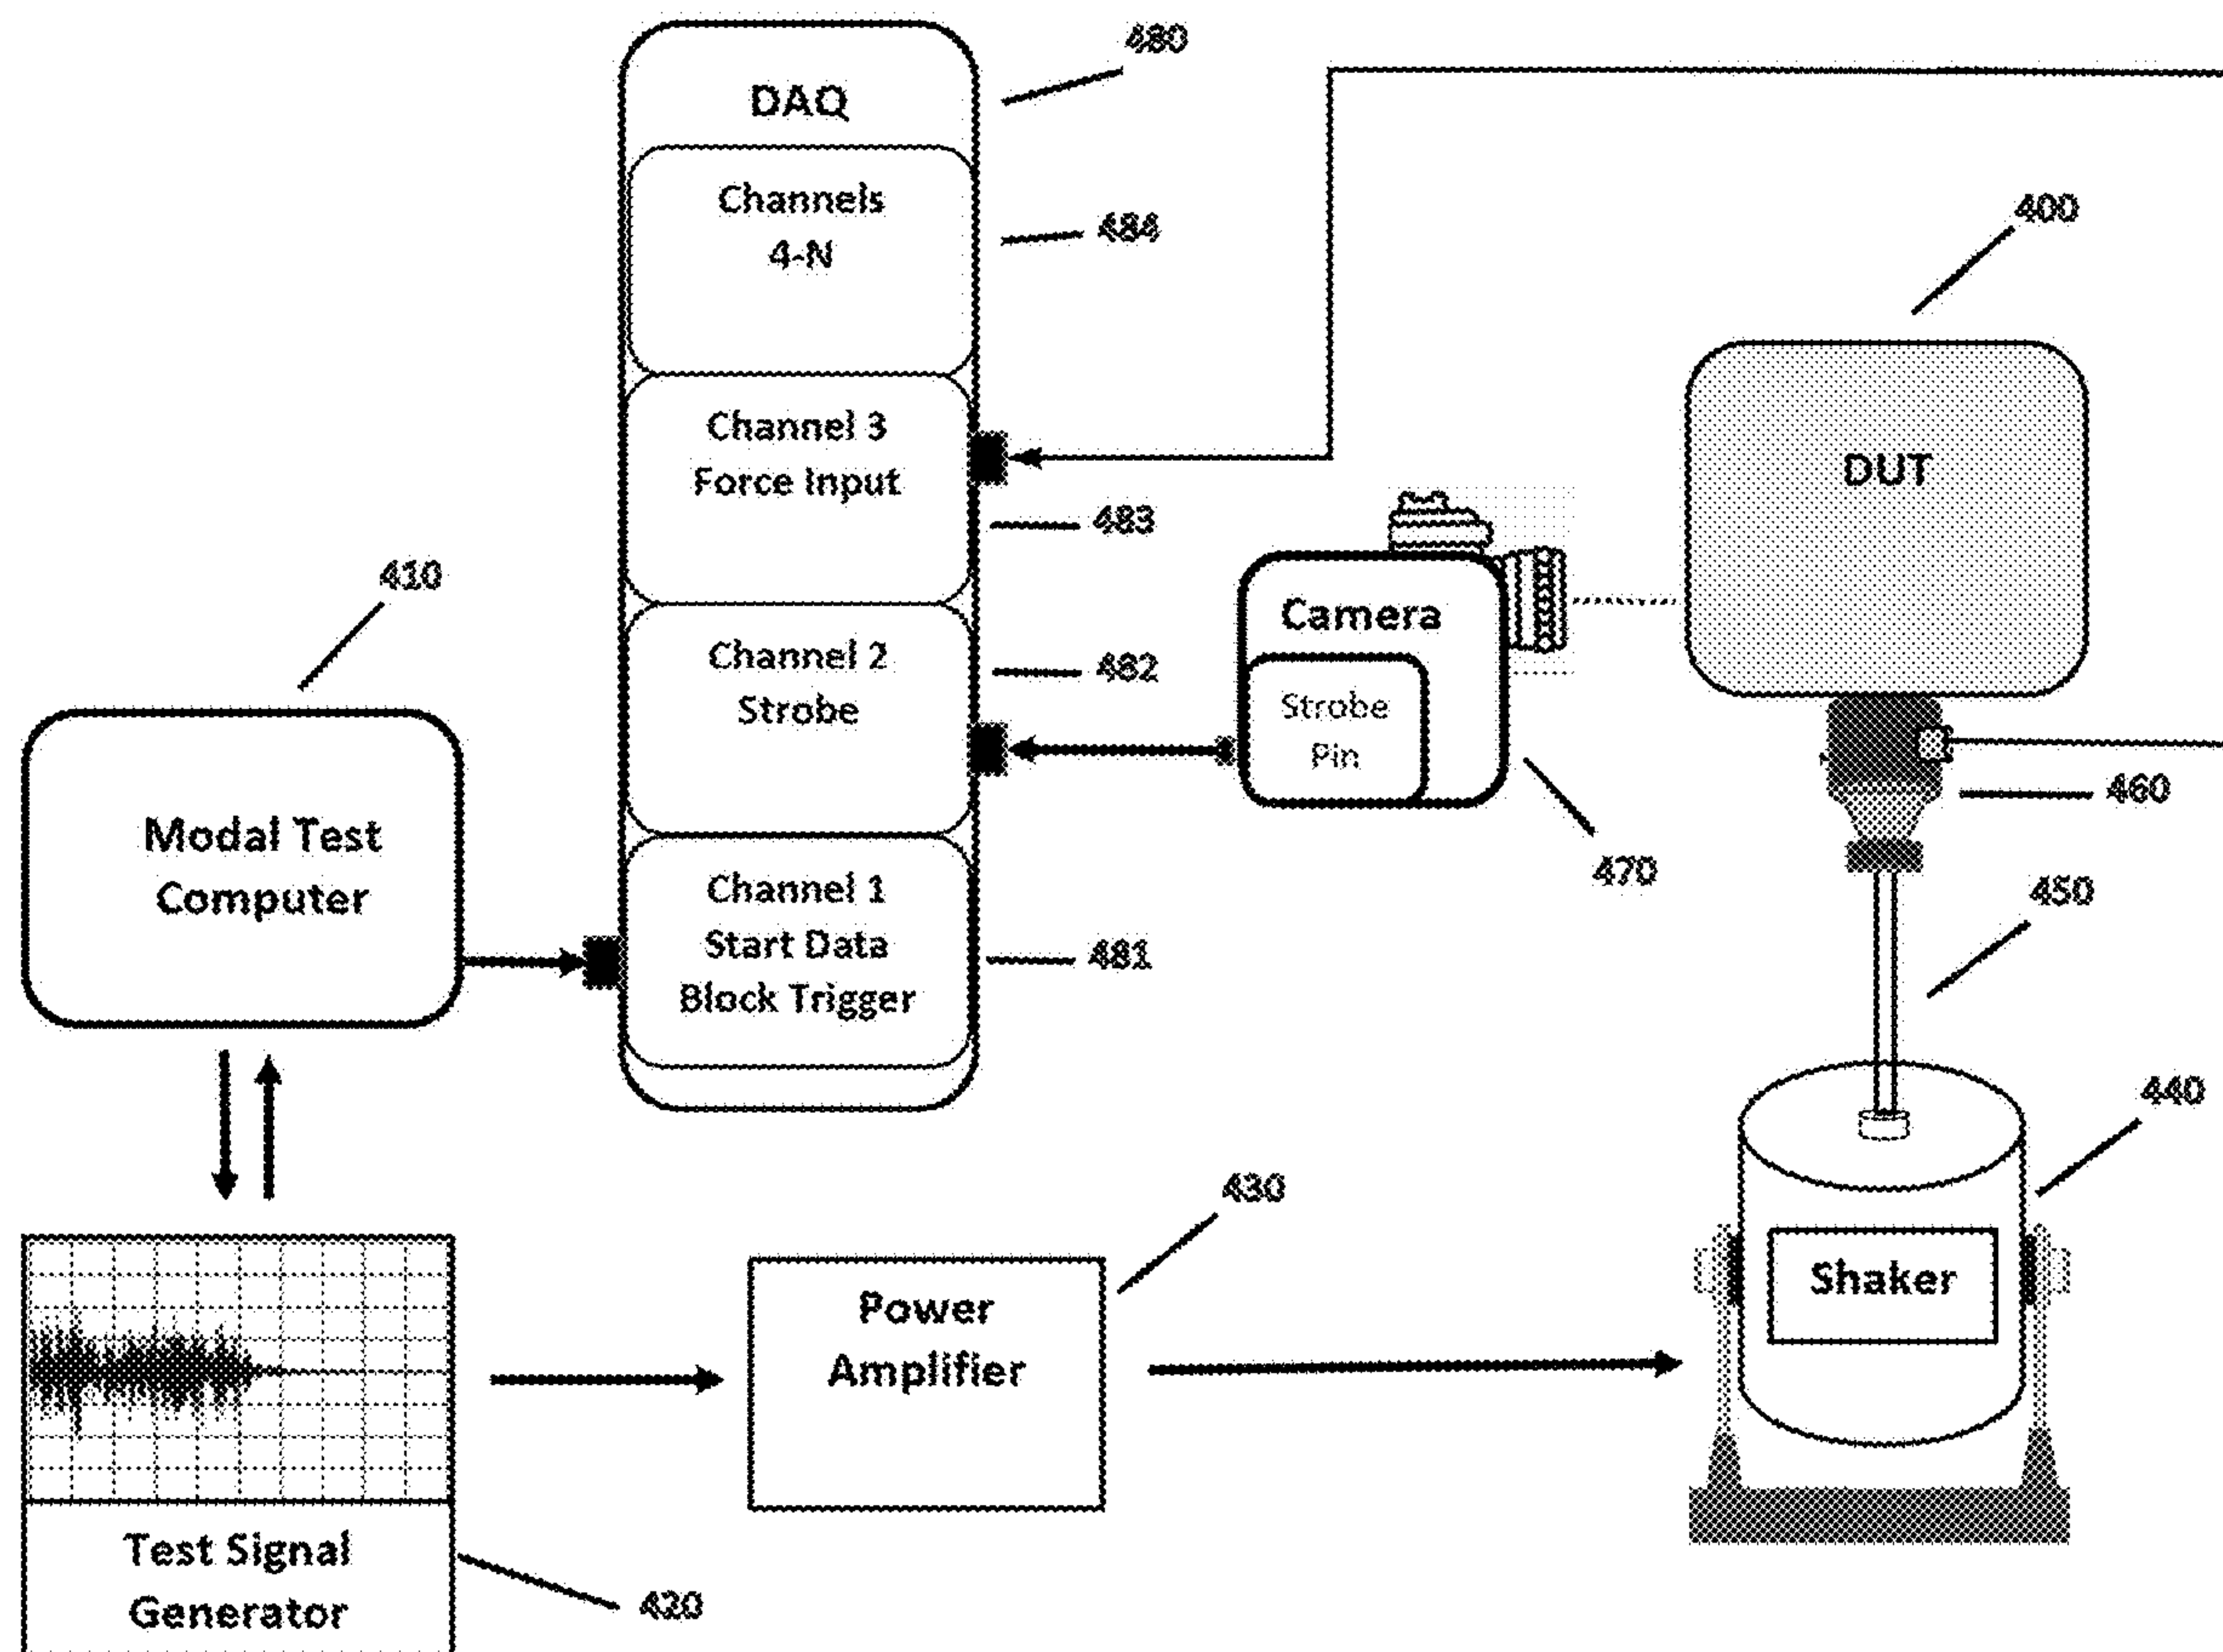 480
DAQ
Channels
4-N
484
400
Channel 3
Force Input
483
DUT
410
Camera
Strobe
Pin
Channel 2
Strobe
482
470
460
Modal Test
Computer
Channel 1
Start Data
Block Trigger
481
450
440
430
Power
Amplifier
Shaker
Test Signal
Generator
420